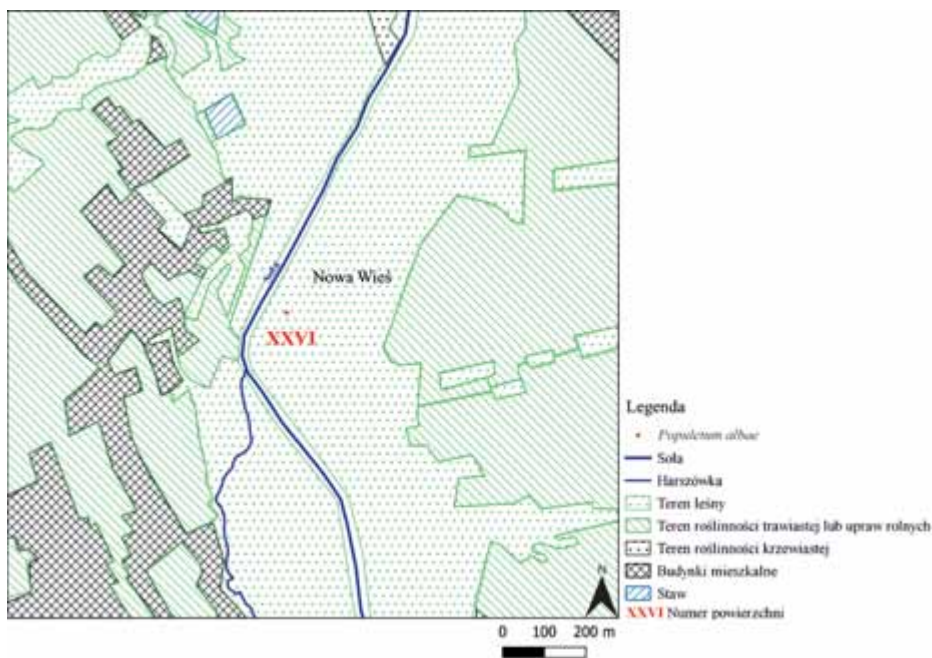 Soła
Nowa Wieś
XXVI
Legenda
Populetum albae
Soła
Harszówka
Teren leśny
Teren roślinności trawiastej lub upraw rolnych
Teren roślinności krzewiastej
Budynki mieszkalne
Staw
XXVI Numer powierzchni
N
0 100 200 m